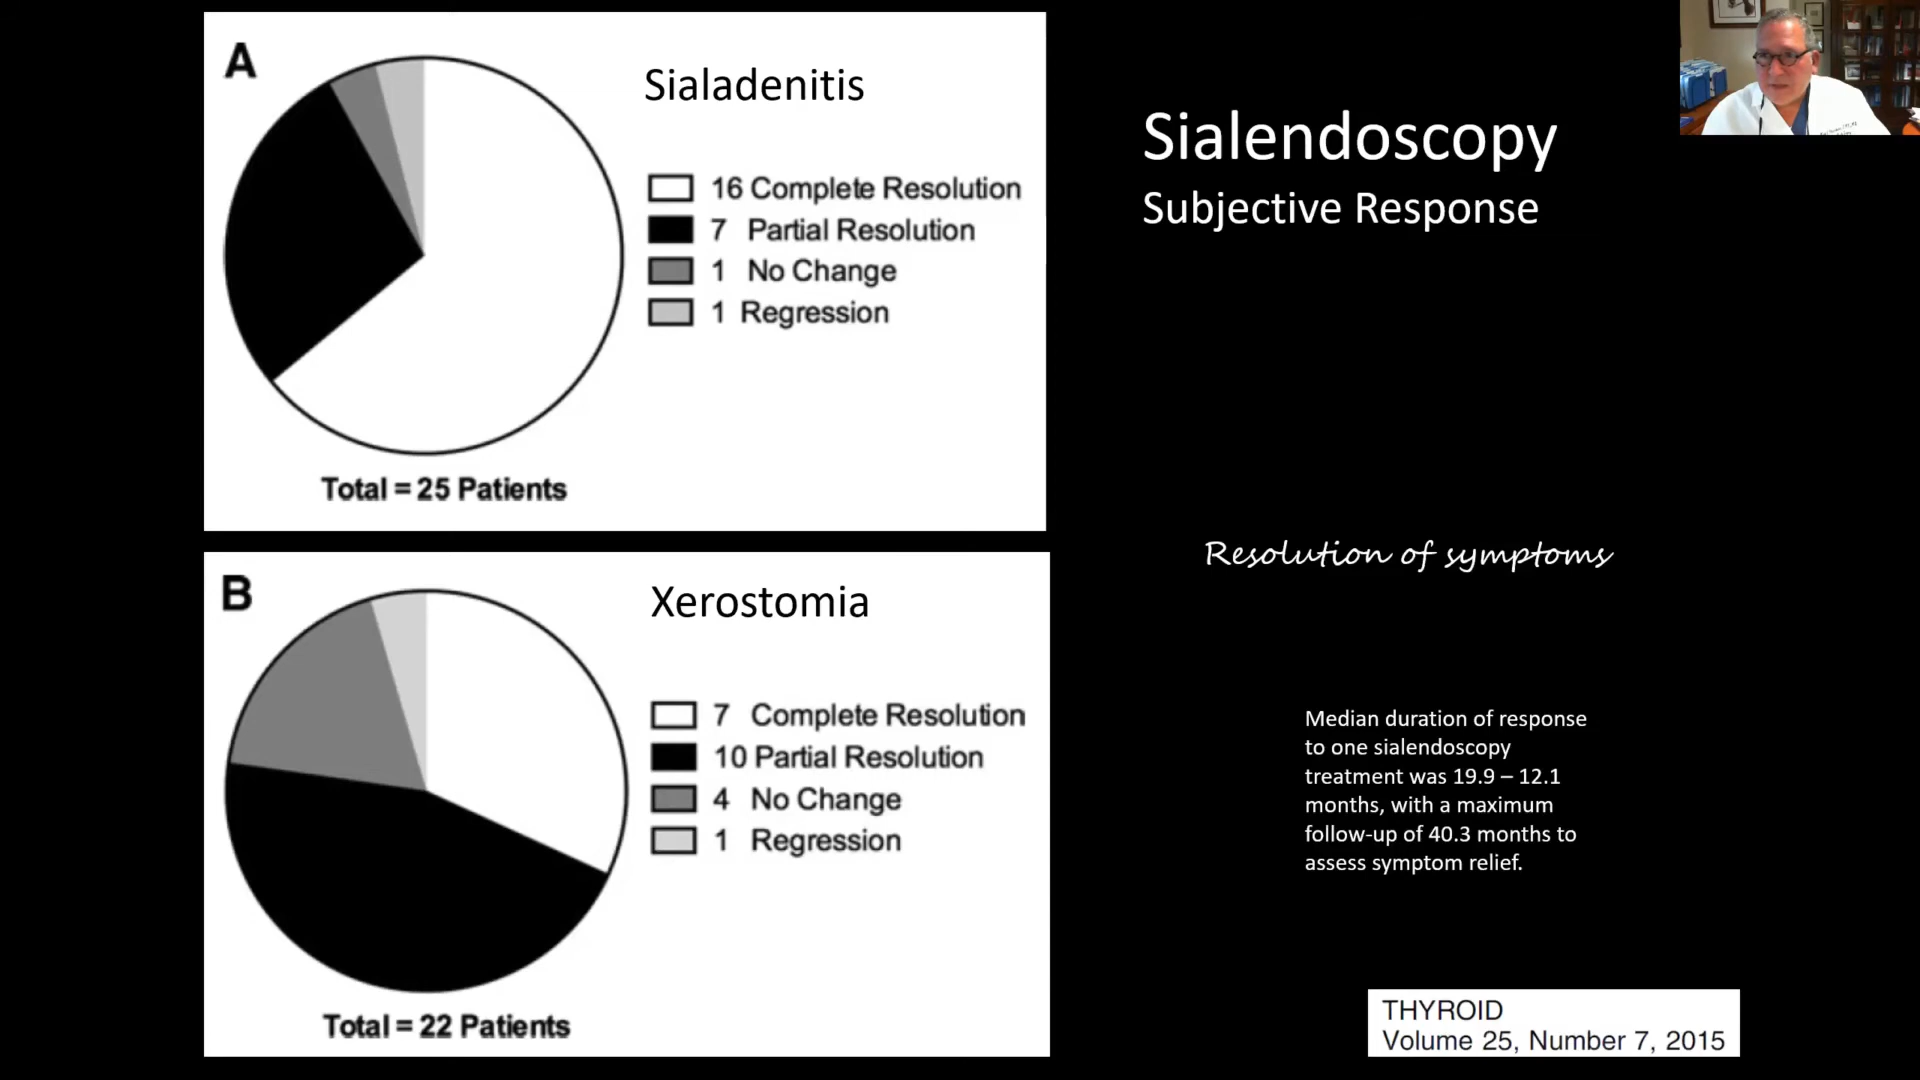 A
Sialadenitis
16 Complete Resolution
7 Partial Resolution
1 No Change
1 Regression
Total = 25 Patients
B
Xerostomia
7 Complete Resolution
10 Partial Resolution
4 No Change
1 Regression
Total = 22 Patients
Sialendoscopy
Subjective Response
Resolution of symptoms
Median duration of response
to one sialendoscopy
treatment was 19.9 – 12.1
months, with a maximum
follow-up of 40.3 months to
assess symptom relief.
THYROID
Volume 25, Number 7, 2015